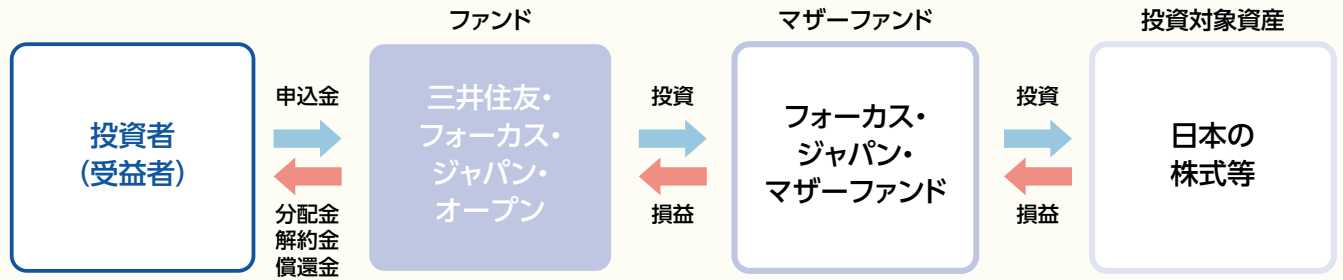 ファンド
マザーファンド
投資対象資産
投資者
(受益者)
申込金
分配金
解約金
償還金
三井住友・
フォーカス・
ジャパン・
オープン
投資
損益
フォーカス・
ジャパン・
マザーファンド
投資
損益
日本の
株式等